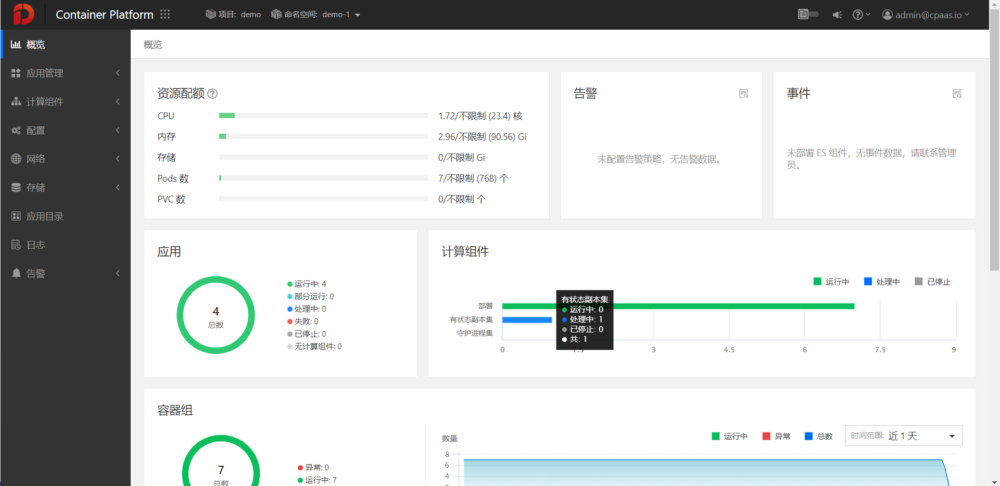 Container Platform
项目: demo
命名空间: demo-1
admin@cpaas.io
概览
应用管理
计算组件
配置
网络
存储
应用目录
日志
告警
概览
资源配额
CPU
1.72/不限制 (23.4) 核
内存
2.96/不限制 (90.56) Gi
存储
0/不限制 Gi
Pods 数
7/不限制 (768) 个
PVC 数
0/不限制 个
告警
未配置告警策略，无告警数据。
事件
未部署 ES 组件，无事件数据，请联系管理
员。
应用
4
总数
运行中: 4
部分运行: 0
处理中: 0
失败: 0
已停止: 0
无计算组件: 0
计算组件
运行中
处理中
已停止
部署
有状态副本集
守护进程集
有状态副本集
运行中: 0
处理中: 1
已停止: 0
共: 1
0
1.5
3
4.5
6
7.5
9
容器组
7
总数
异常: 0
运行中: 7
数量
运行中
异常
总数
时间范围: 近 1 天
8
6
4